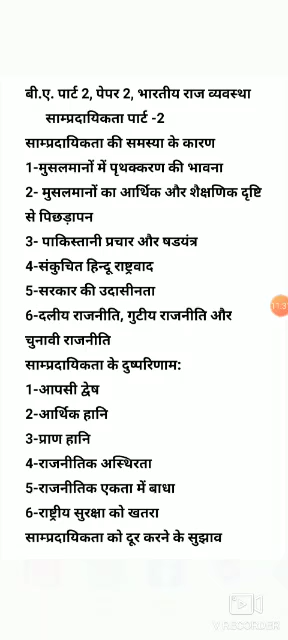 बी.ए. पार्ट 2, पेपर 2, भारतीय राज व्यवस्था
साम्प्रदायिकता पार्ट -2
साम्प्रदायिकता की समस्या के कारण
1-मुसलमानों में पृथक्करण की भावना
2- मुसलमानों का आर्थिक और शैक्षणिक दृष्टि
से पिछड़ापन
3- पाकिस्तानी प्रचार और षडयंत्र
4-संकुचित हिन्दू राष्ट्रवाद
5-सरकार की उदासीनता
6-दलीय राजनीति, गुटीय राजनीति और
चुनावी राजनीति
साम्प्रदायिकता के दुष्परिणाम:
1-आपसी द्वेष
2-आर्थिक हानि
3-प्राण हानि
4-राजनीतिक अस्थिरता
5-राजनीतिक एकता में बाधा
6-राष्ट्रीय सुरक्षा को खतरा
साम्प्रदायिकता को दूर करने के सुझाव